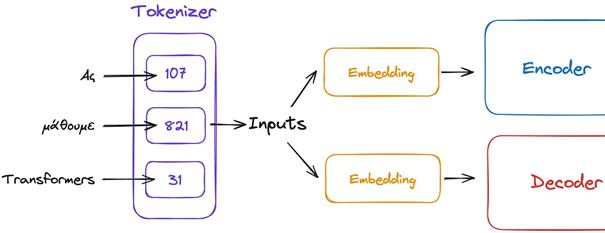 Tokenizer
Ας
107
Embedding
Encoder
μάθουμε
821
Inputs
Transformers
31
Embedding
Decoder